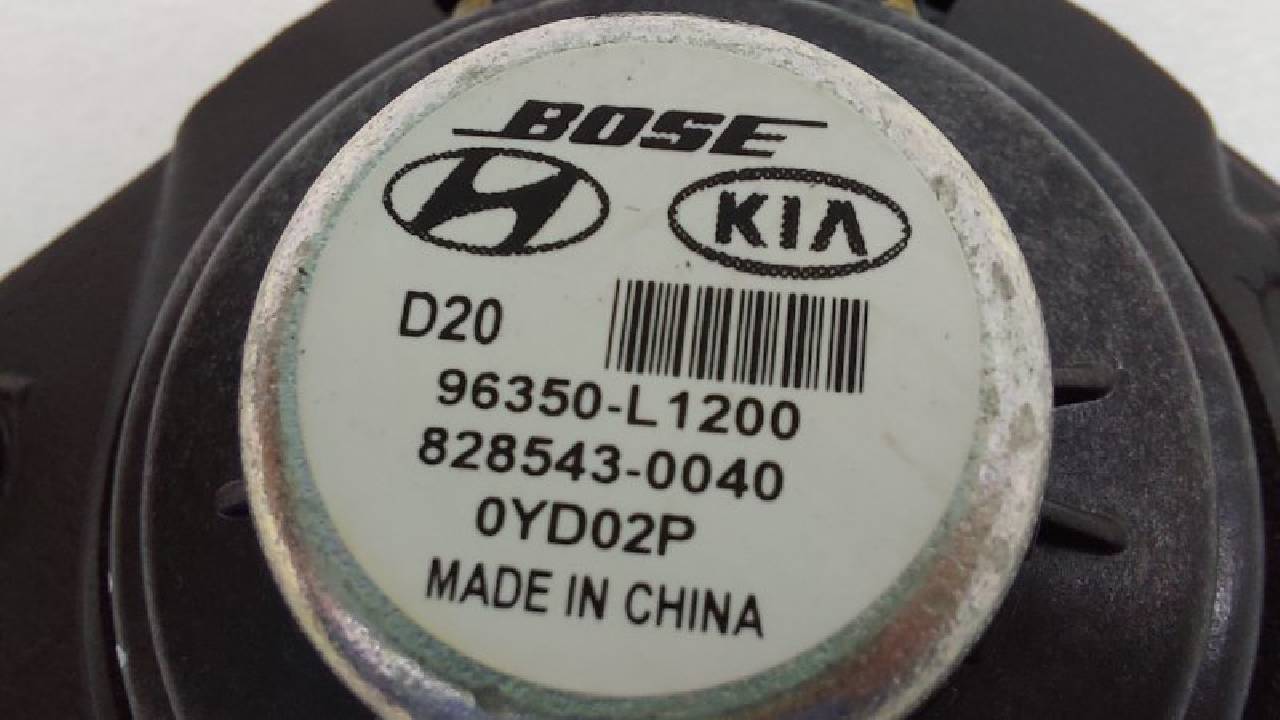 BOSE
KIA
D20
96350-L1200
828543-0040
0YD02P
MADE IN CHINA